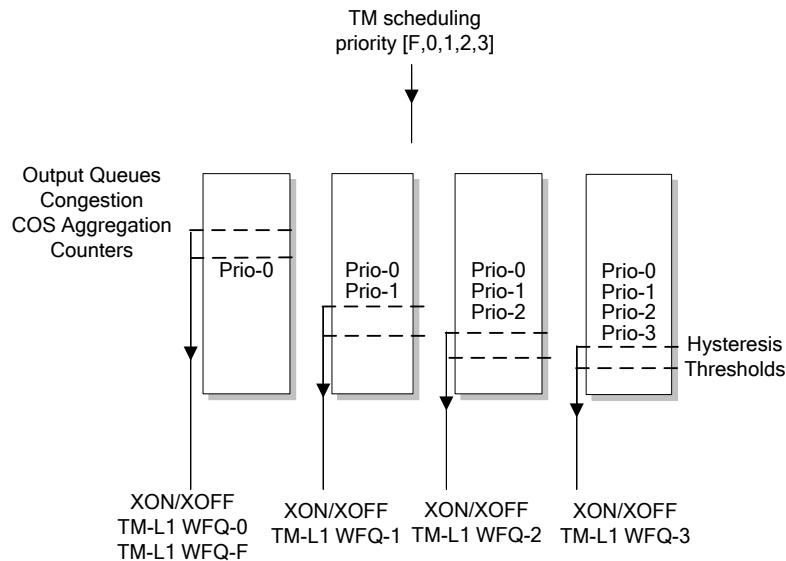 TM scheduling
priority [F,0,1,2,3]
Output Queues
Congestion
COS Aggregation
Counters
Prio-0
Prio-0
Prio-1
Prio-0
Prio-1
Prio-2
Prio-0
Prio-1
Prio-2
Prio-3
Hysteresis
Thresholds
XON/XOFF
TM-L1 WFQ-0
TM-L1 WFQ-F
XON/XOFF
TM-L1 WFQ-1
XON/XOFF
TM-L1 WFQ-2
XON/XOFF
TM-L1 WFQ-3